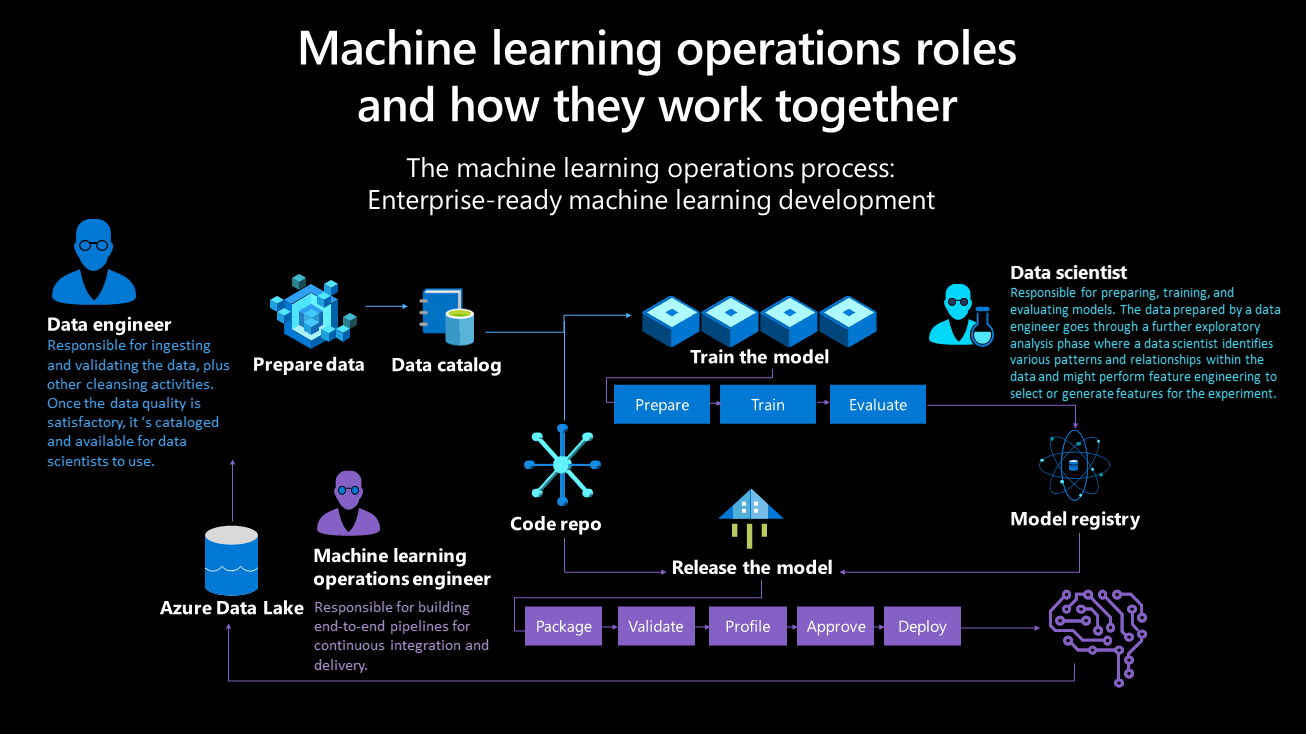 Machine learning operations roles
and how they work together
The machine learning operations process:
Enterprise-ready machine learning development
Data engineer
Responsible for ingesting
and validating the data, plus
other cleansing activities.
Once the data quality is
satisfactory, it ‘s cataloged
and available for data
scientists to use.
Prepare data
Data catalog
Train the model
Prepare
Train
Evaluate
Data scientist
Responsible for preparing, training, and
evaluating models. The data prepared by a data
engineer goes through a further exploratory
analysis phase where a data scientist identifies
various patterns and relationships within the
data and might perform feature engineering to
select or generate features for the experiment.
Code repo
Model registry
Release the model
Machine learning
operations engineer
Responsible for building
end-to-end pipelines for
continuous integration and
delivery.
Azure Data Lake
Package
Validate
Profile
Approve
Deploy